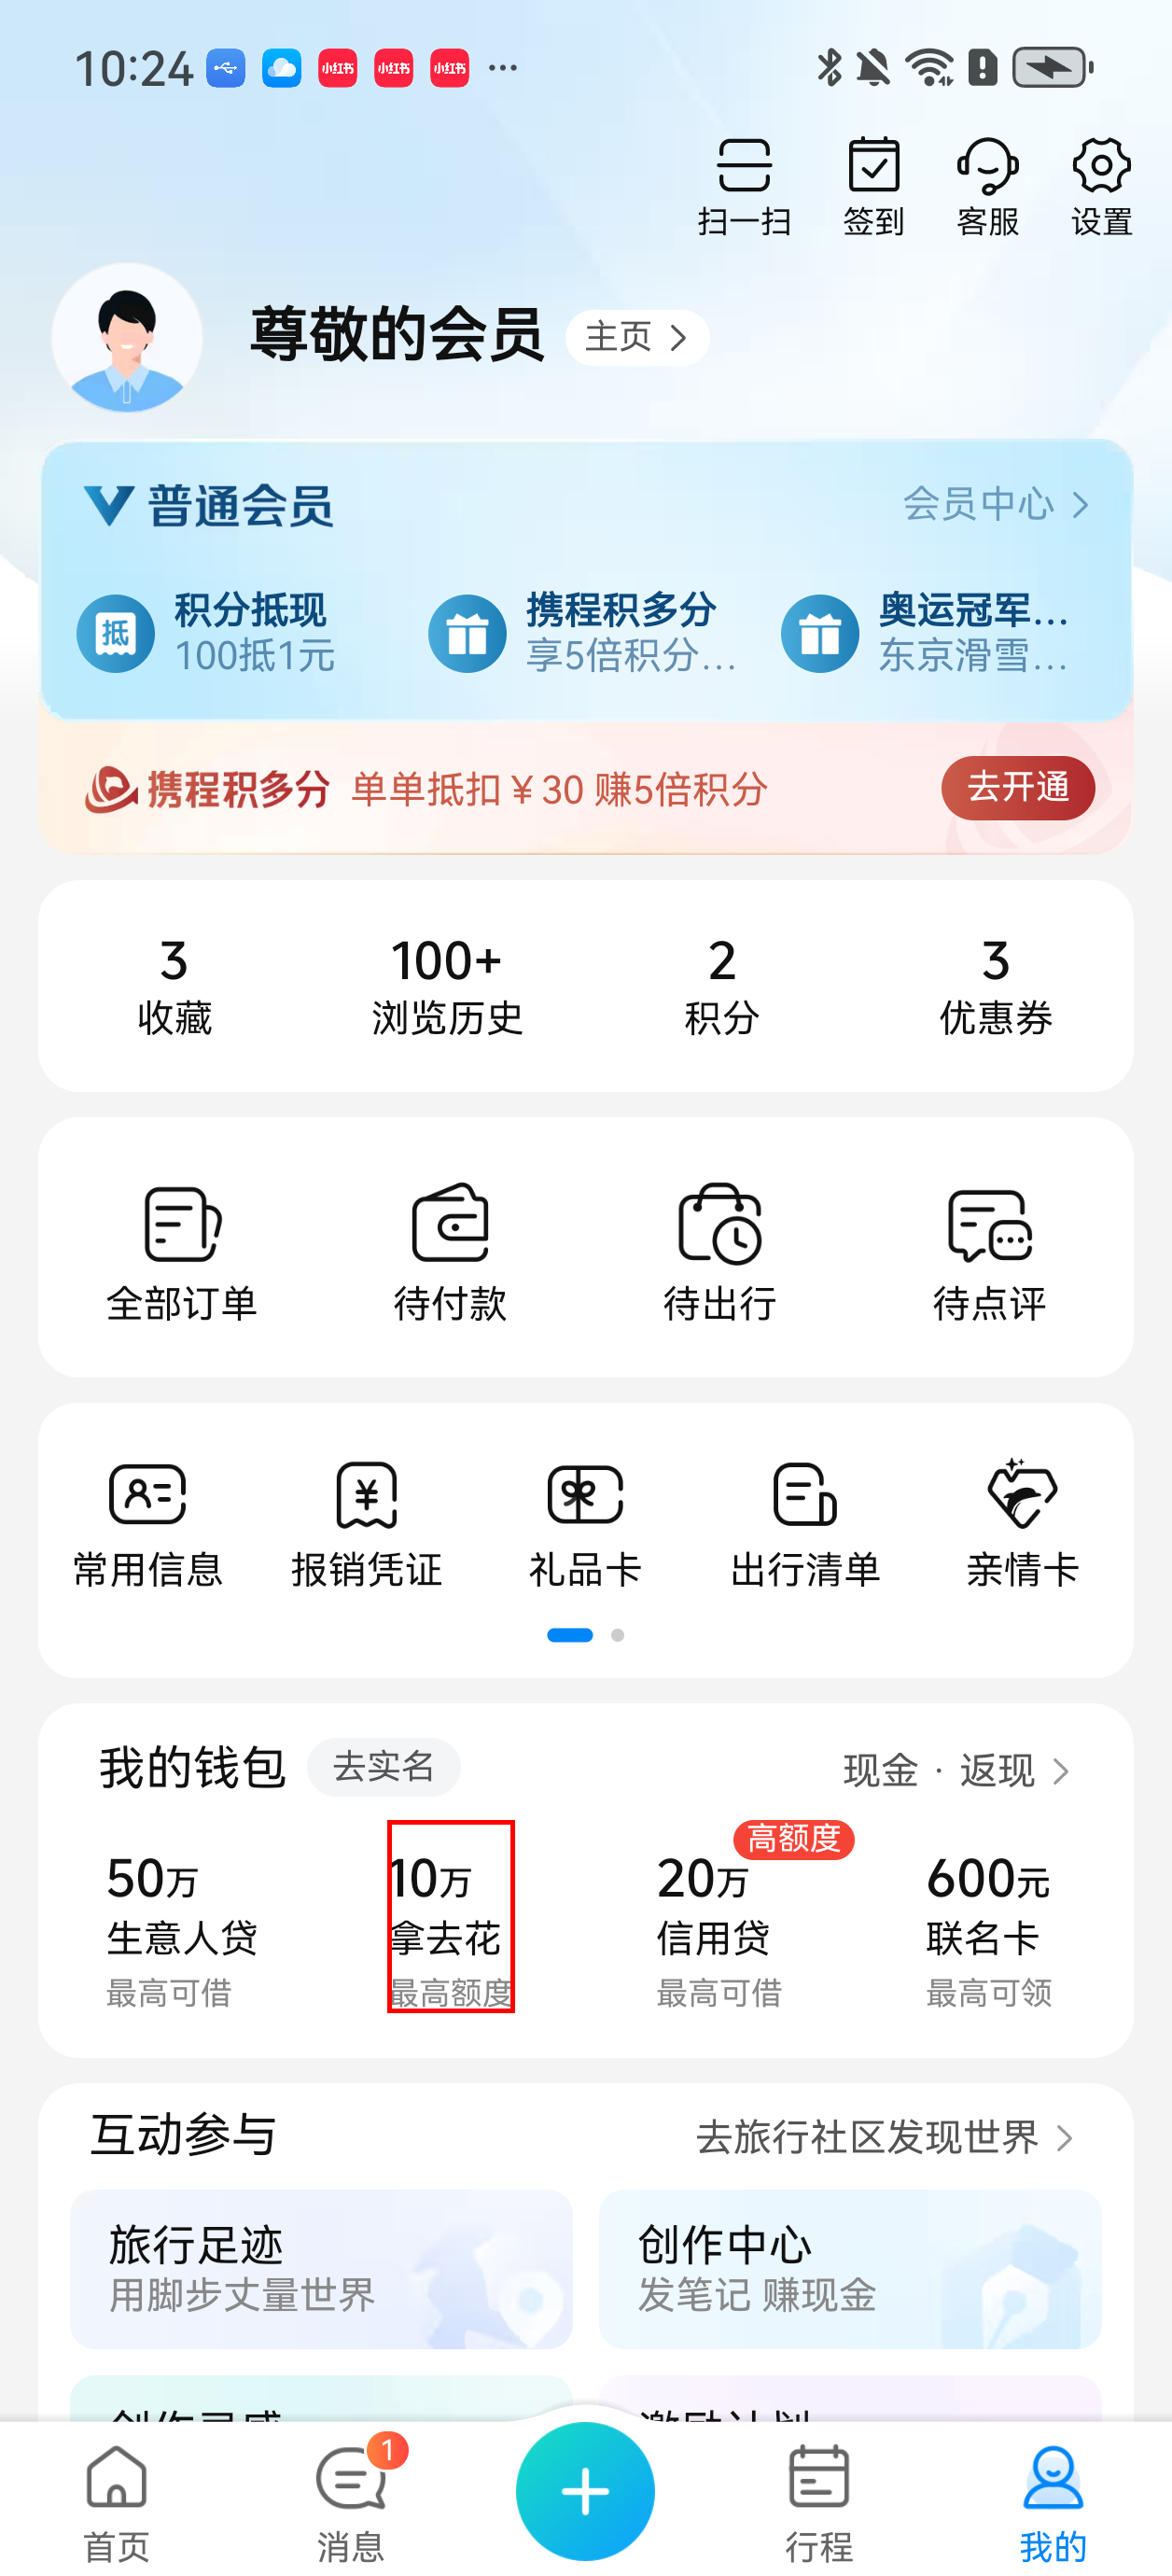 10:24 小红书 小红书 小红书 ...
扫一扫 签到 客服 设置
尊敬的会员 主页
普通会员 会员中心
抵 积分抵现 携程积多分 奥运冠军...
100抵1元 享5倍积分... 东京滑雪...
携程积多分 单单抵扣¥30 赚5倍积分 去开通
3 100+ 2 3
收藏 浏览历史 积分 优惠券
全部订单 待付款 待出行 待点评
常用信息 报销凭证 礼品卡 出行清单 亲情卡
我的钱包 去实名 现金 · 返现
高额度
50万 10万 20万 600元
生意人贷 拿去花 信用贷 联名卡
最高可借 最高额度 最高可借 最高可领
互动参与 去旅行社区发现世界
旅行足迹 创作中心
用脚步丈量世界 发笔记 赚现金
创作灵感 激励计划
1
首页 消息 行程 我的